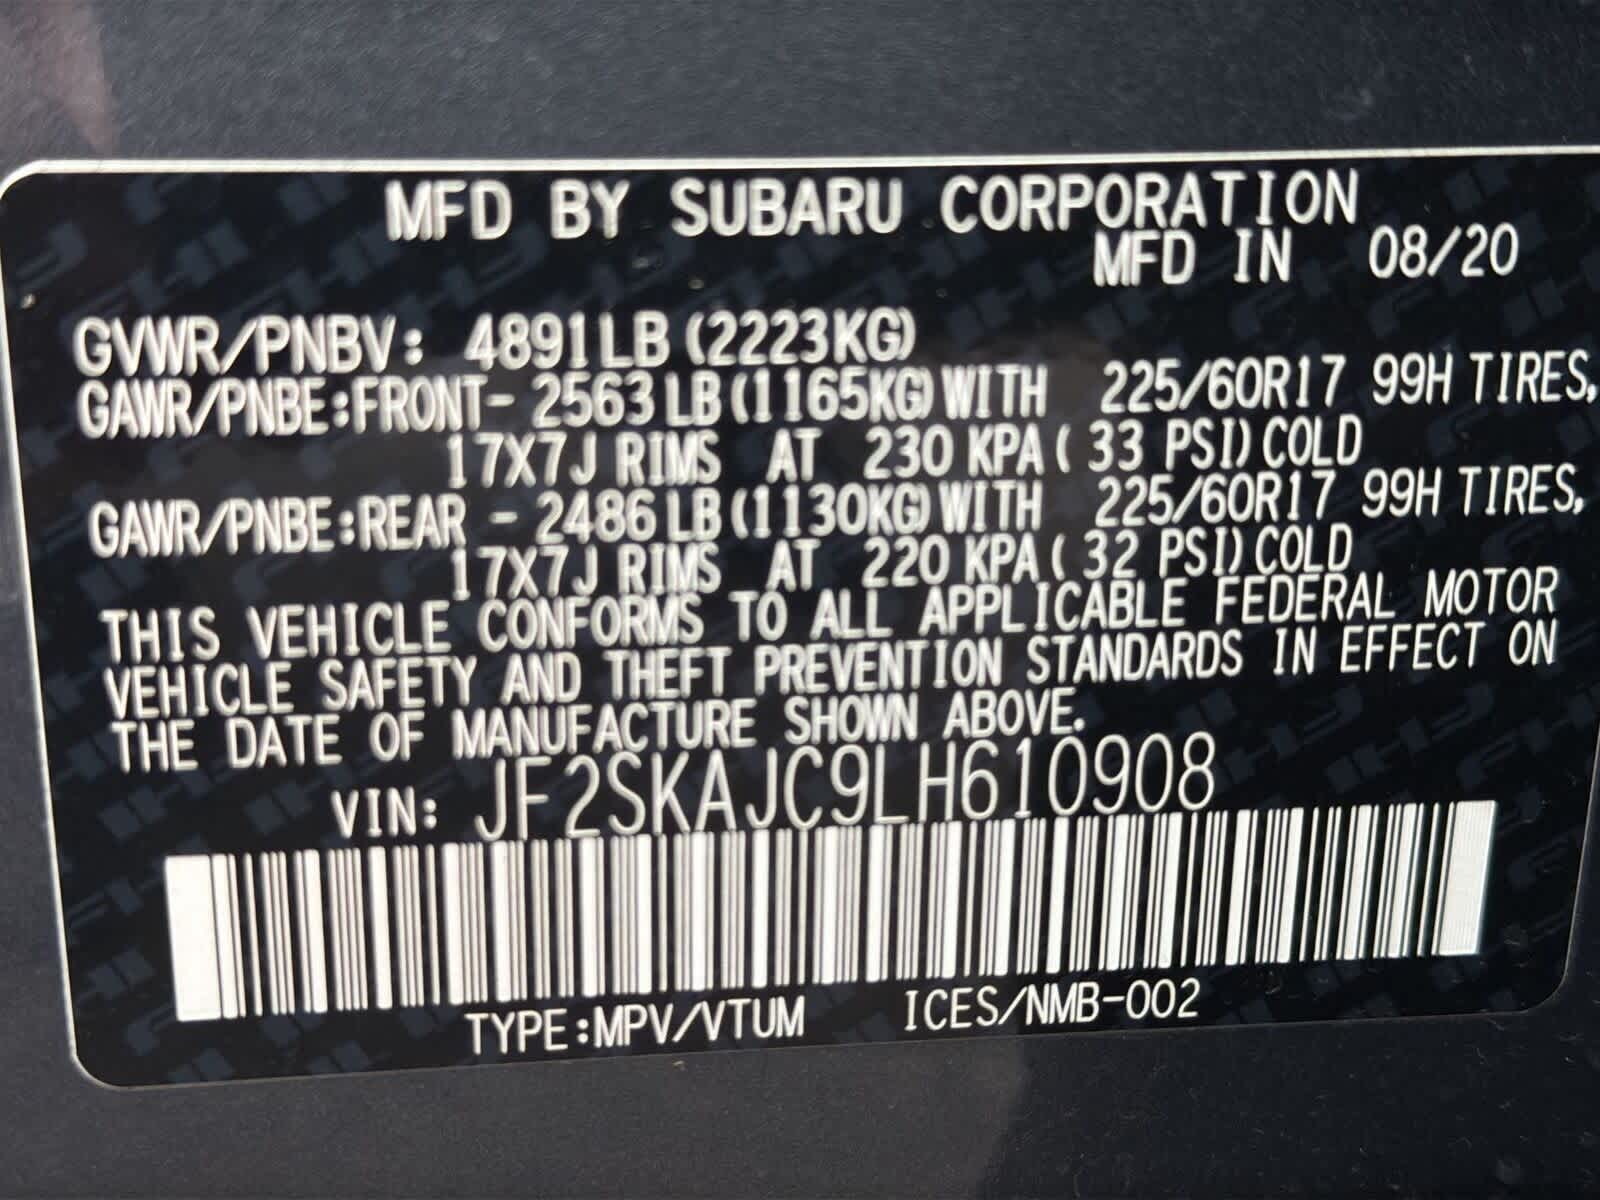 MFD BY SUBARU CORPORATION
MFD IN 08/20
GVWR/PNBV: 4891LB (2223KG)
GAWR/PNBE:FRONT- 2563LB(1165KG)WITH 225/60R17 99H TIRES,
17X7J RIMS AT 230 KPA( 33 PSI)COLD
GAWR/PNBE:REAR - 2486LB(1130KG)WITH 225/60R17 99H TIRES,
17X7J RIMS AT 220 KPA( 32 PSI)COLD
THIS VEHICLE CONFORMS TO ALL APPLICABLE FEDERAL MOTOR
VEHICLE SAFETY AND THEFT PREVENTION STANDARDS IN EFFECT ON
THE DATE OF MANUFACTURE SHOWN ABOVE.
VIN: JF2SKAJC9LH610908
TYPE:MPV/VTUM ICES/NMB-002